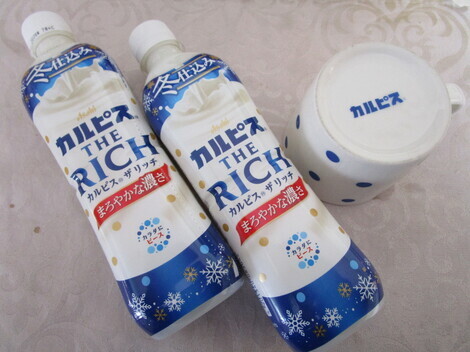 冬仕込み
Asahi
カルピス
THE
RICH
カルピス ザ リッチ
まろやかな濃さ
カラダに
ピース
冬仕込み
Asahi
カルピス
THE
RICH
カルピス ザ リッチ
まろやかな濃さ
カラダに
ピース
カルピス